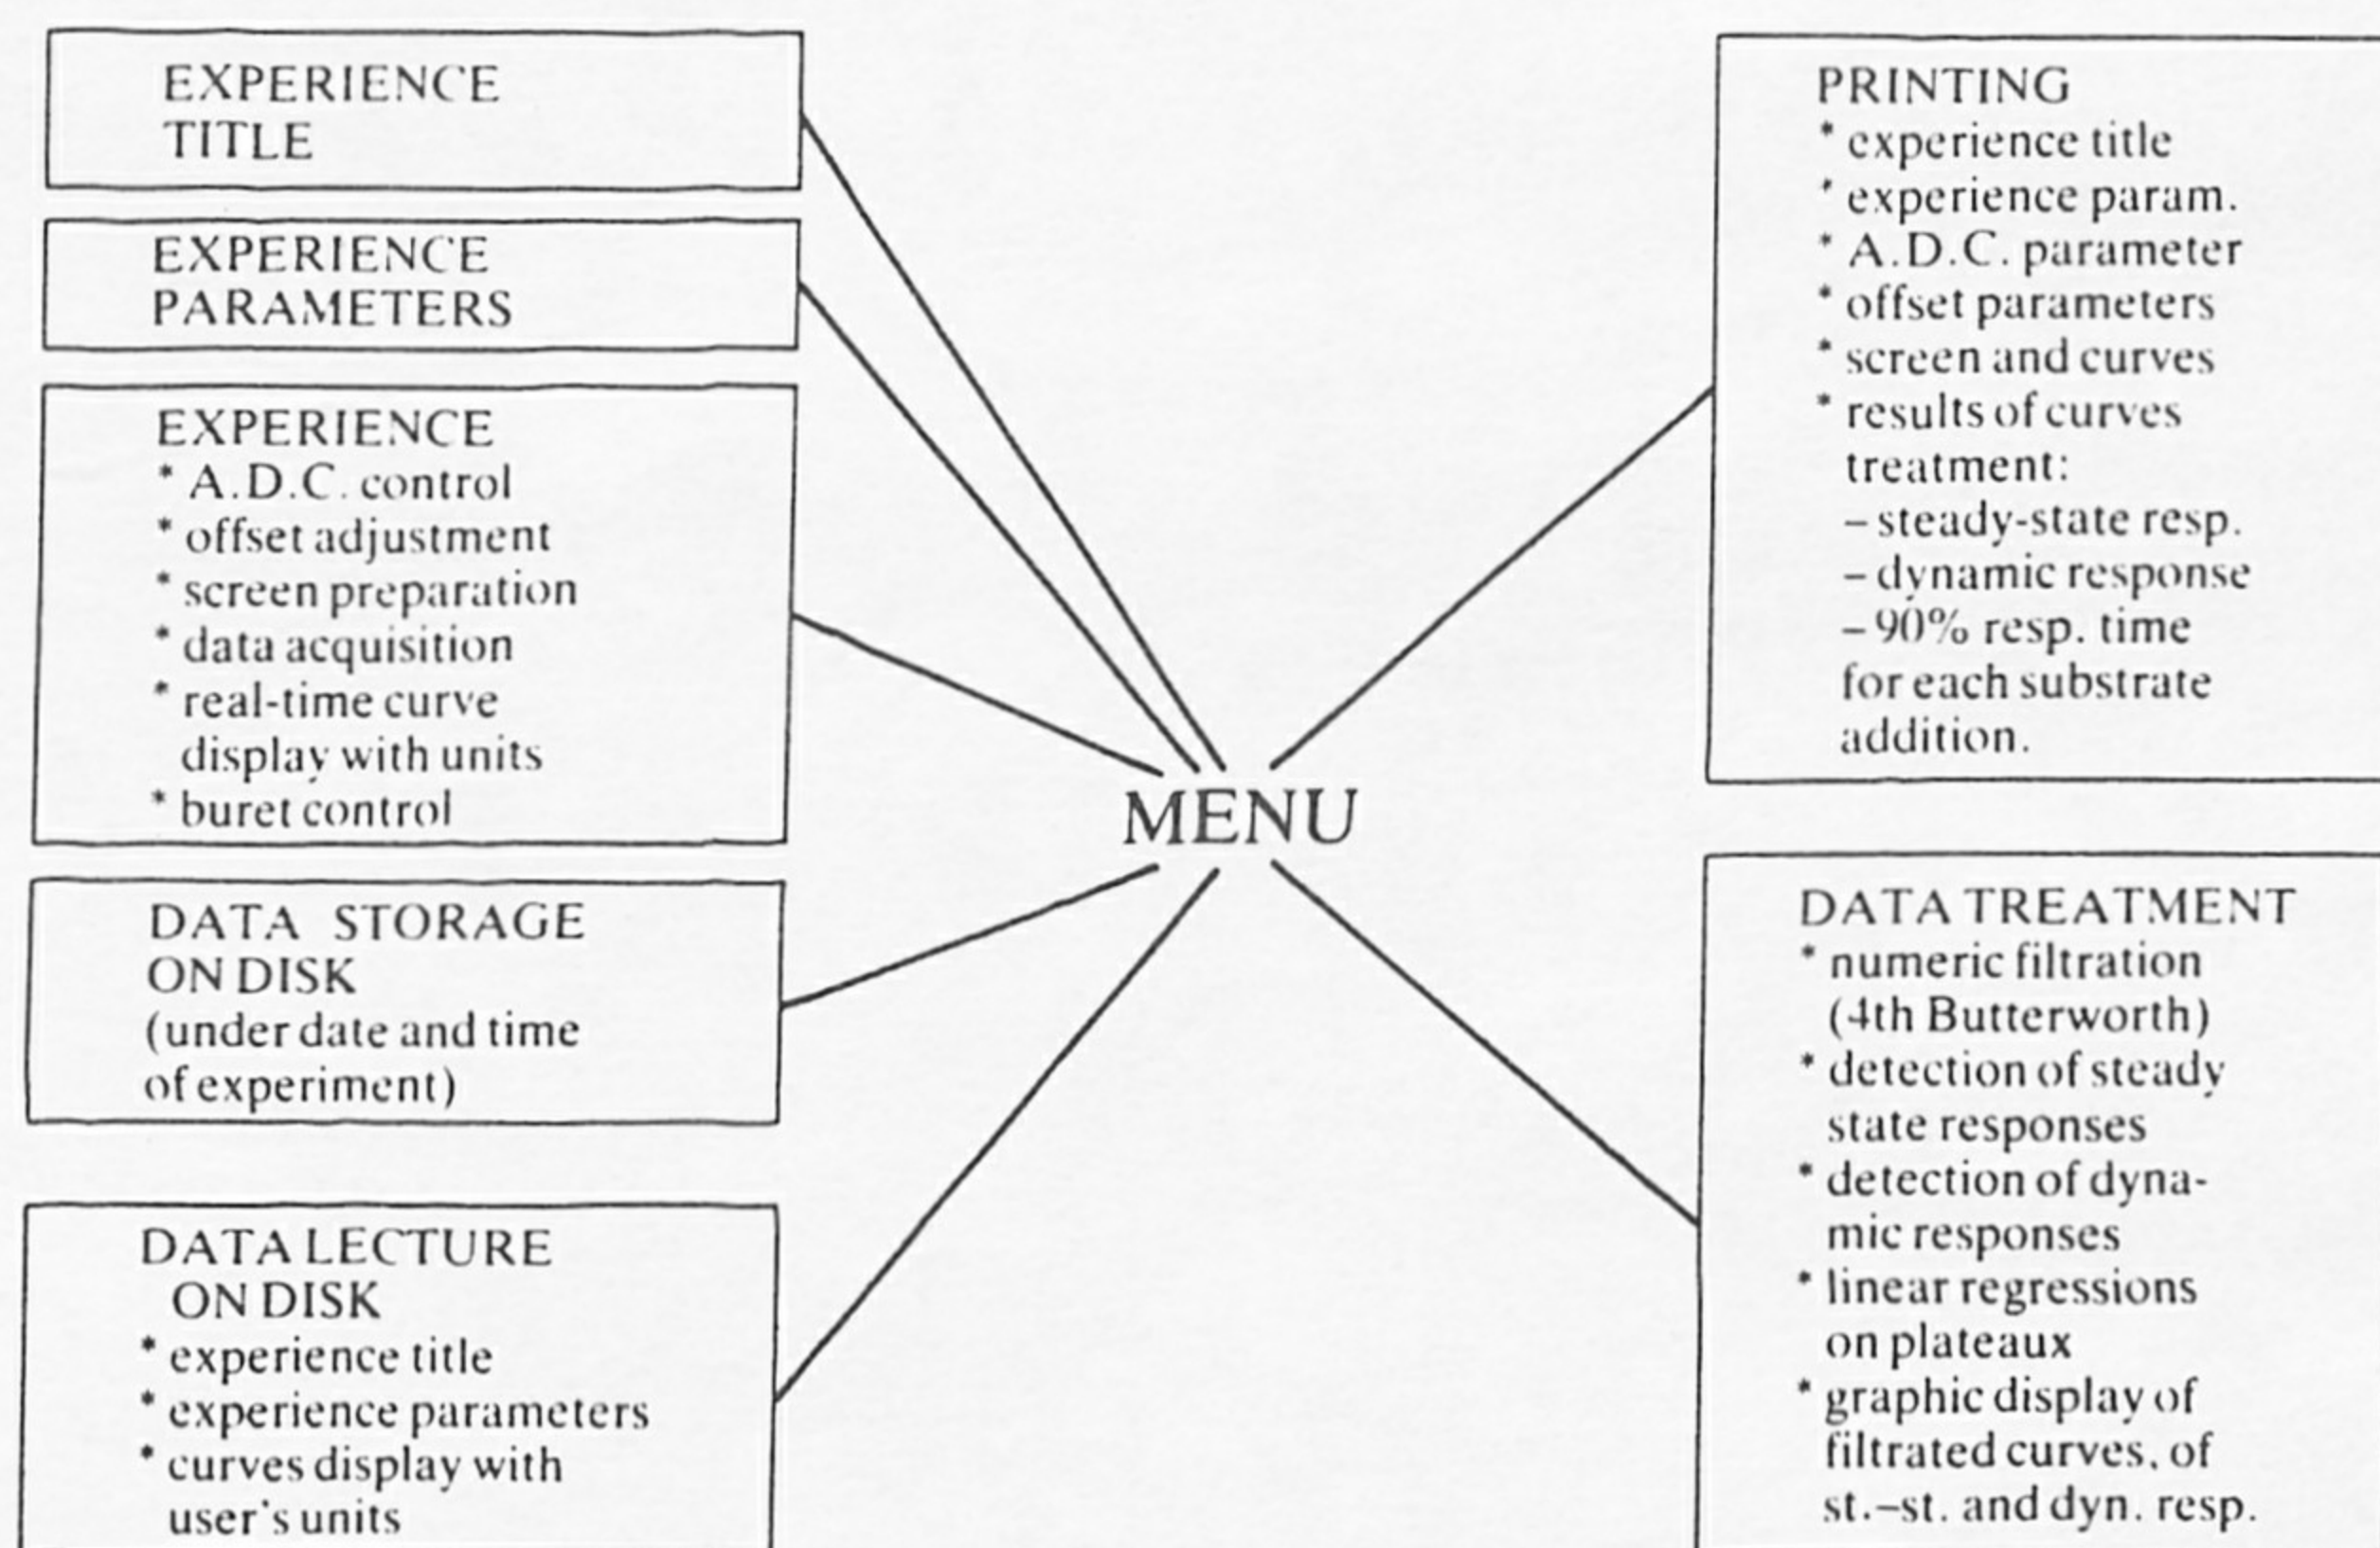 EXPERIENCE
TITLE
EXPERIENCE
PARAMETERS
EXPERIENCE
* A.D.C. control
* offset adjustment
* screen preparation
* data acquisition
* real-time curve
display with units
* buret control
DATA STORAGE
ON DISK
(under date and time
of experiment)
DATA LECTURE
ON DISK
* experience title
* experience parameters
* curves display with
user's units
MENU
PRINTING
* experience title
* experience param.
* A.D.C. parameter
* offset parameters
* screen and curves
* results of curves
treatment:
– steady-state resp.
– dynamic response
– 90% resp. time
for each substrate
addition.
DATA TREATMENT
* numeric filtration
(4th Butterworth)
* detection of steady
state responses
* detection of dyna-
mic responses
* linear regressions
on plateaux
* graphic display of
filtrated curves, of
st.–st. and dyn. resp.